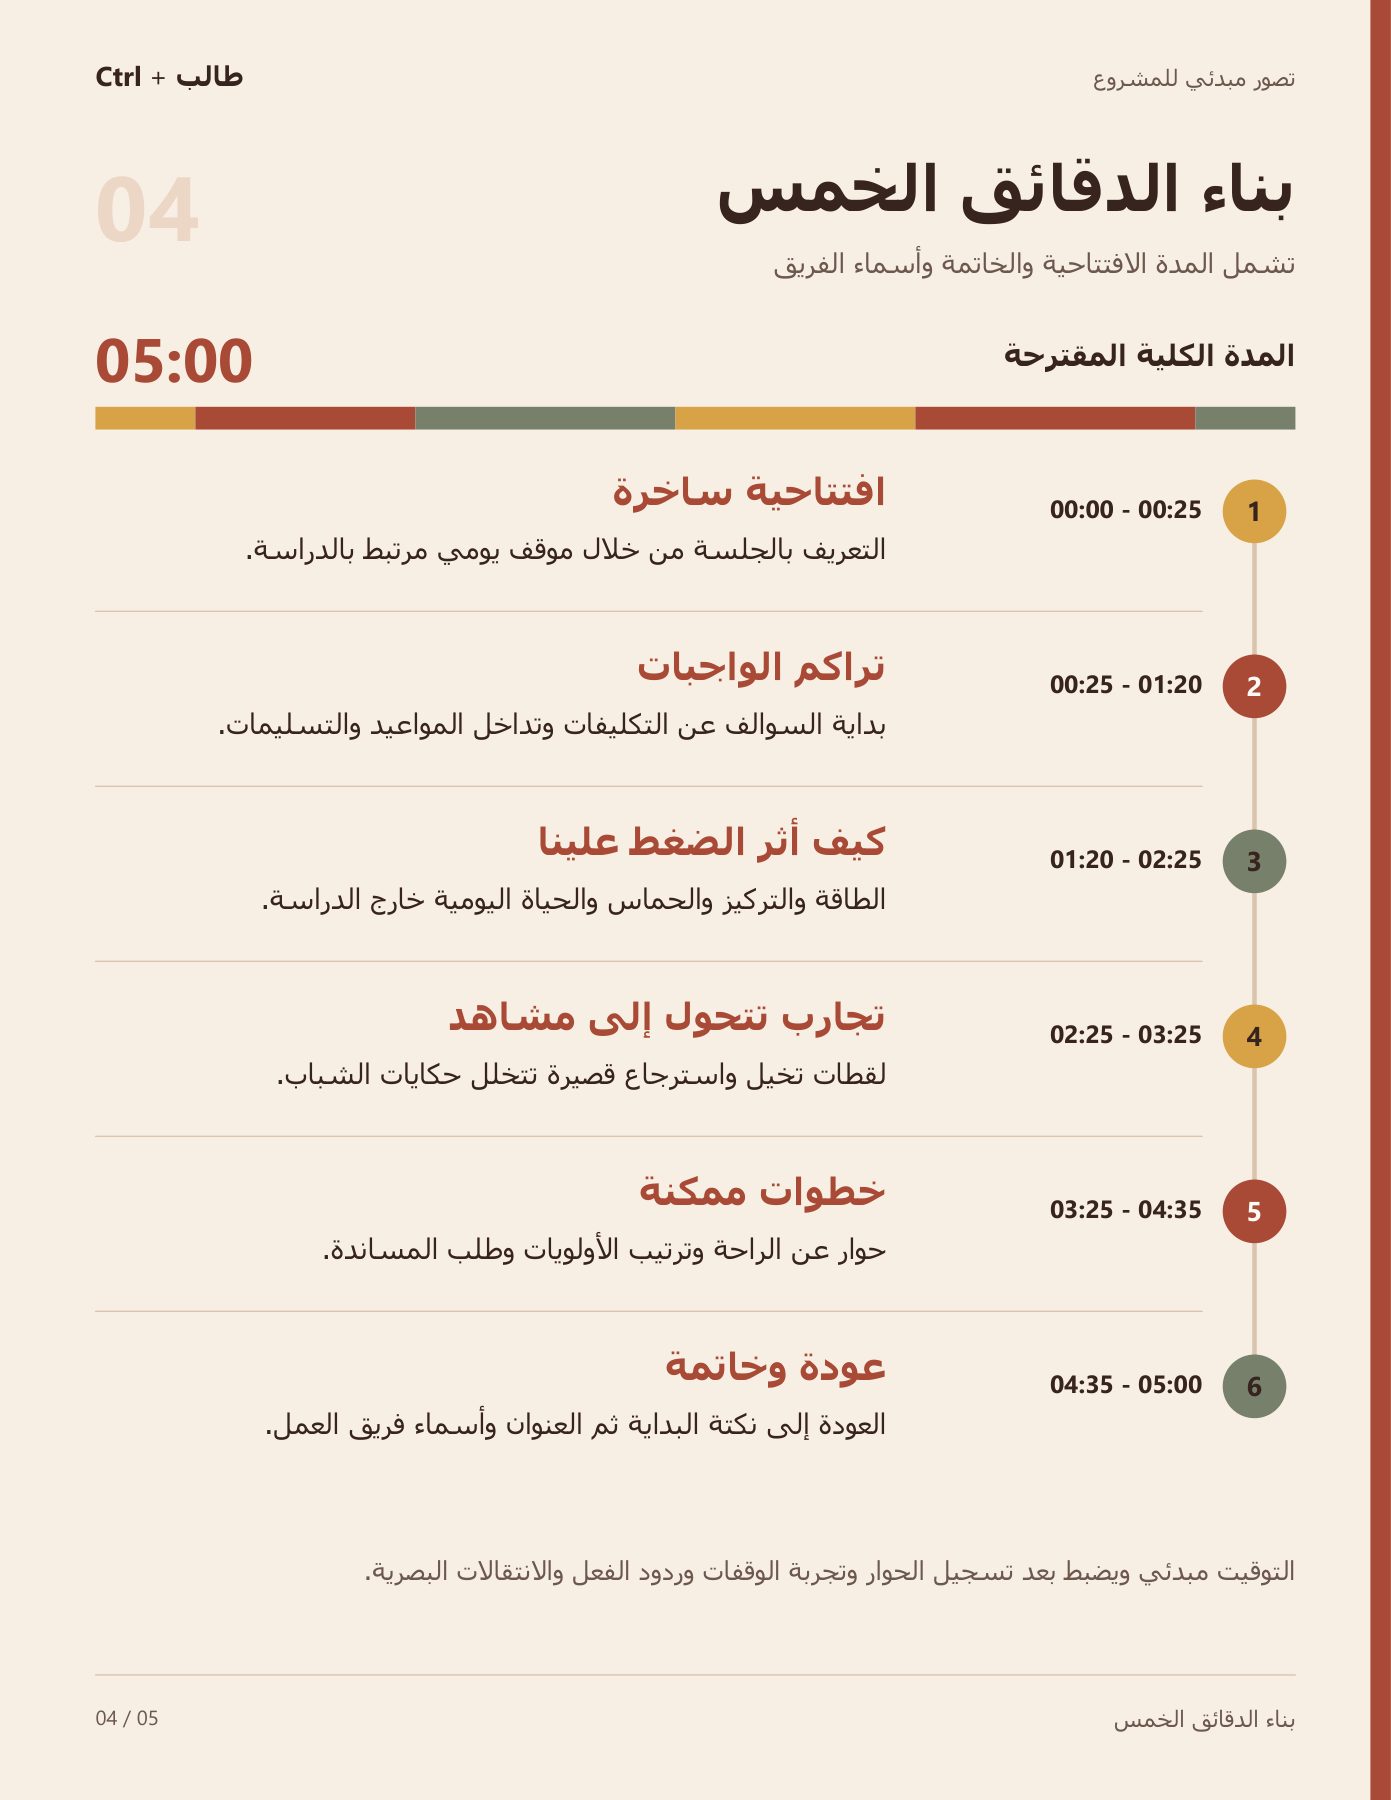 تصور مبدئي للمشروع
طالب + Ctrl
بناء الدقائق الخمس
04
تشمل المدة الافتتاحية والخاتمة وأسماء الفريق
المدة الكلية المقترحة
05:00
1
00:00 - 00:25
افتتاحية ساخرة
التعريف بالجلسة من خلال موقف يومي مرتبط بالدراسة.
2
00:25 - 01:20
تراكم الواجبات
بداية السوالف عن التكليفات وتداخل المواعيد والتسليمات.
3
01:20 - 02:25
كيف أثر الضغط علينا
الطاقة والتركيز والحماس والحياة اليومية خارج الدراسة.
4
02:25 - 03:25
تجارب تتحول إلى مشاهد
لقطات تخيل واسترجاع قصيرة تتخلل حكايات الشباب.
5
03:25 - 04:35
خطوات ممكنة
حوار عن الراحة وترتيب الأولويات وطلب المساندة.
6
04:35 - 05:00
عودة وخاتمة
العودة إلى نكتة البداية ثم العنوان وأسماء فريق العمل.
التوقيت مبدئي ويضبط بعد تسجيل الحوار وتجربة الوقفات وردود الفعل والانتقالات البصرية.
بناء الدقائق الخمس
04 / 05